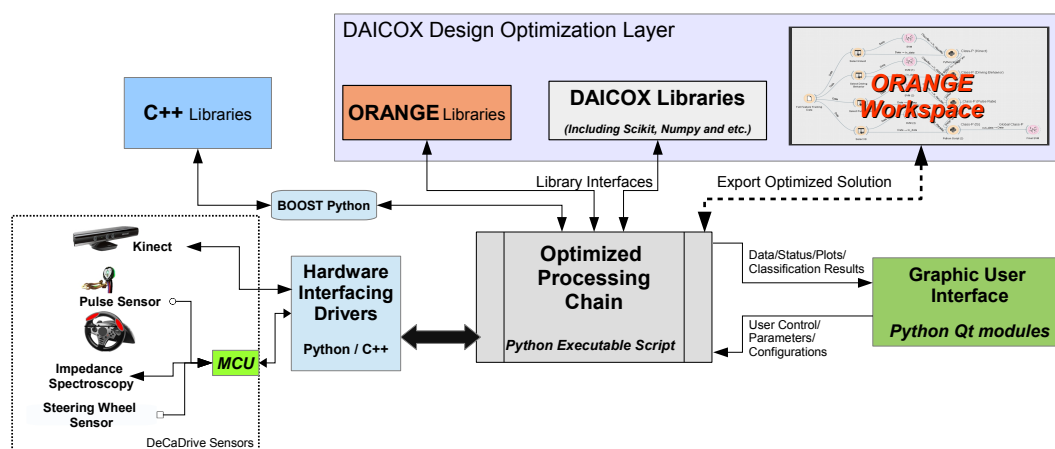 DAICOX Design Optimization Layer
C++ Libraries
ORANGE Libraries
DAICOX Libraries
(Including Scikit, Numpy and etc.)
ORANGE
Workspace
Library Interfaces
Export Optimized Solution
BOOST Python
Kinect
Pulse Sensor
Impedance
Spectroscopy
Steering Wheel
Sensor
MCU
DeCaDrive Sensors
Hardware
Interfacing
Drivers
Python / C++
Optimized
Processing
Chain
Python Executable Script
Data/Status/Plots/
Classification Results
User Control/
Parameters/
Configurations
Graphic User
Interface
Python Qt modules